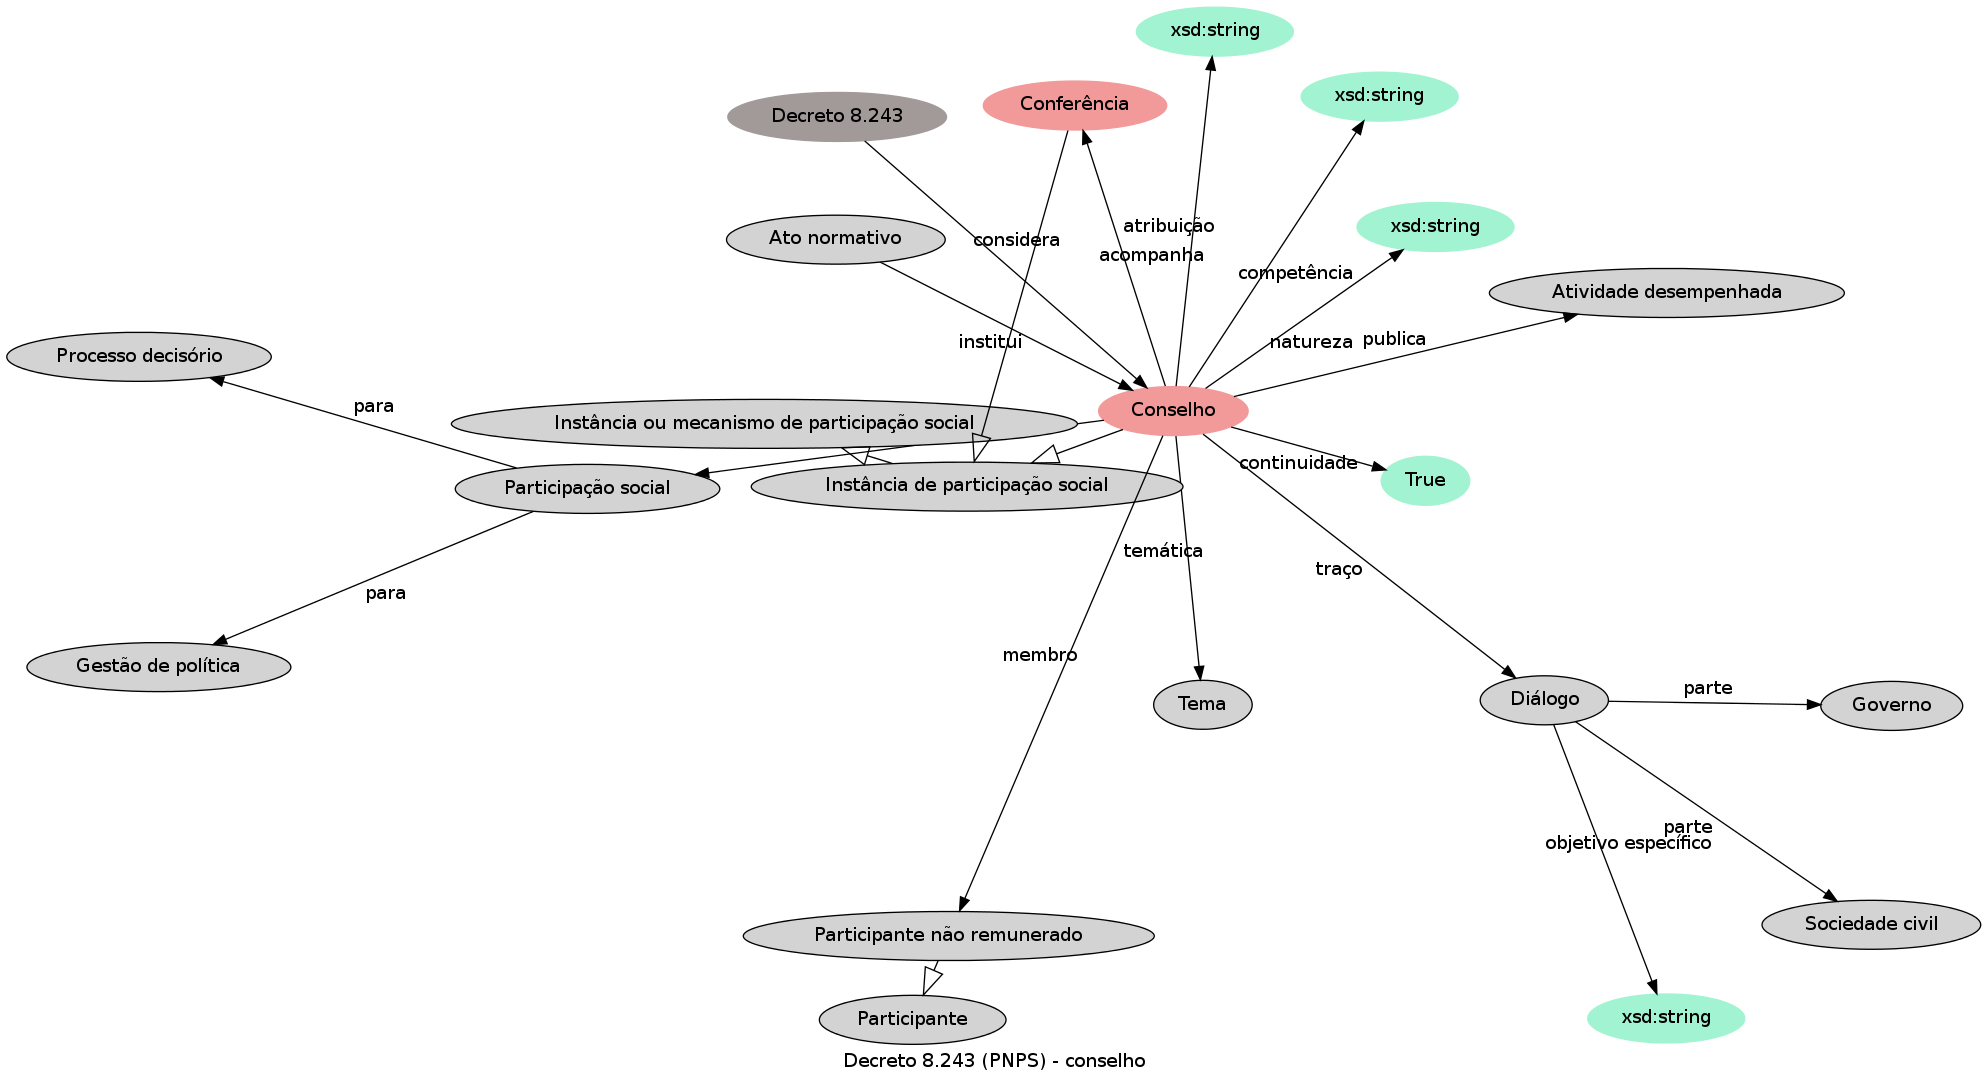 xsd:string
xsd:string
Conferência
Decreto 8.243
atribuição
xsd:string
Ato normativo
considera
acompanha
competência
Atividade desempenhada
institui
natureza
publica
Processo decisório
para
Conselho
Instância ou mecanismo de participação social
continuidade
True
Participação social
Instância de participação social
temática
traço
para
membro
Gestão de política
Tema
Diálogo
parte
Governo
parte
objetivo específico
Sociedade civil
Participante não remunerado
xsd:string
Participante
Decreto 8.243 (PNPS) - conselho